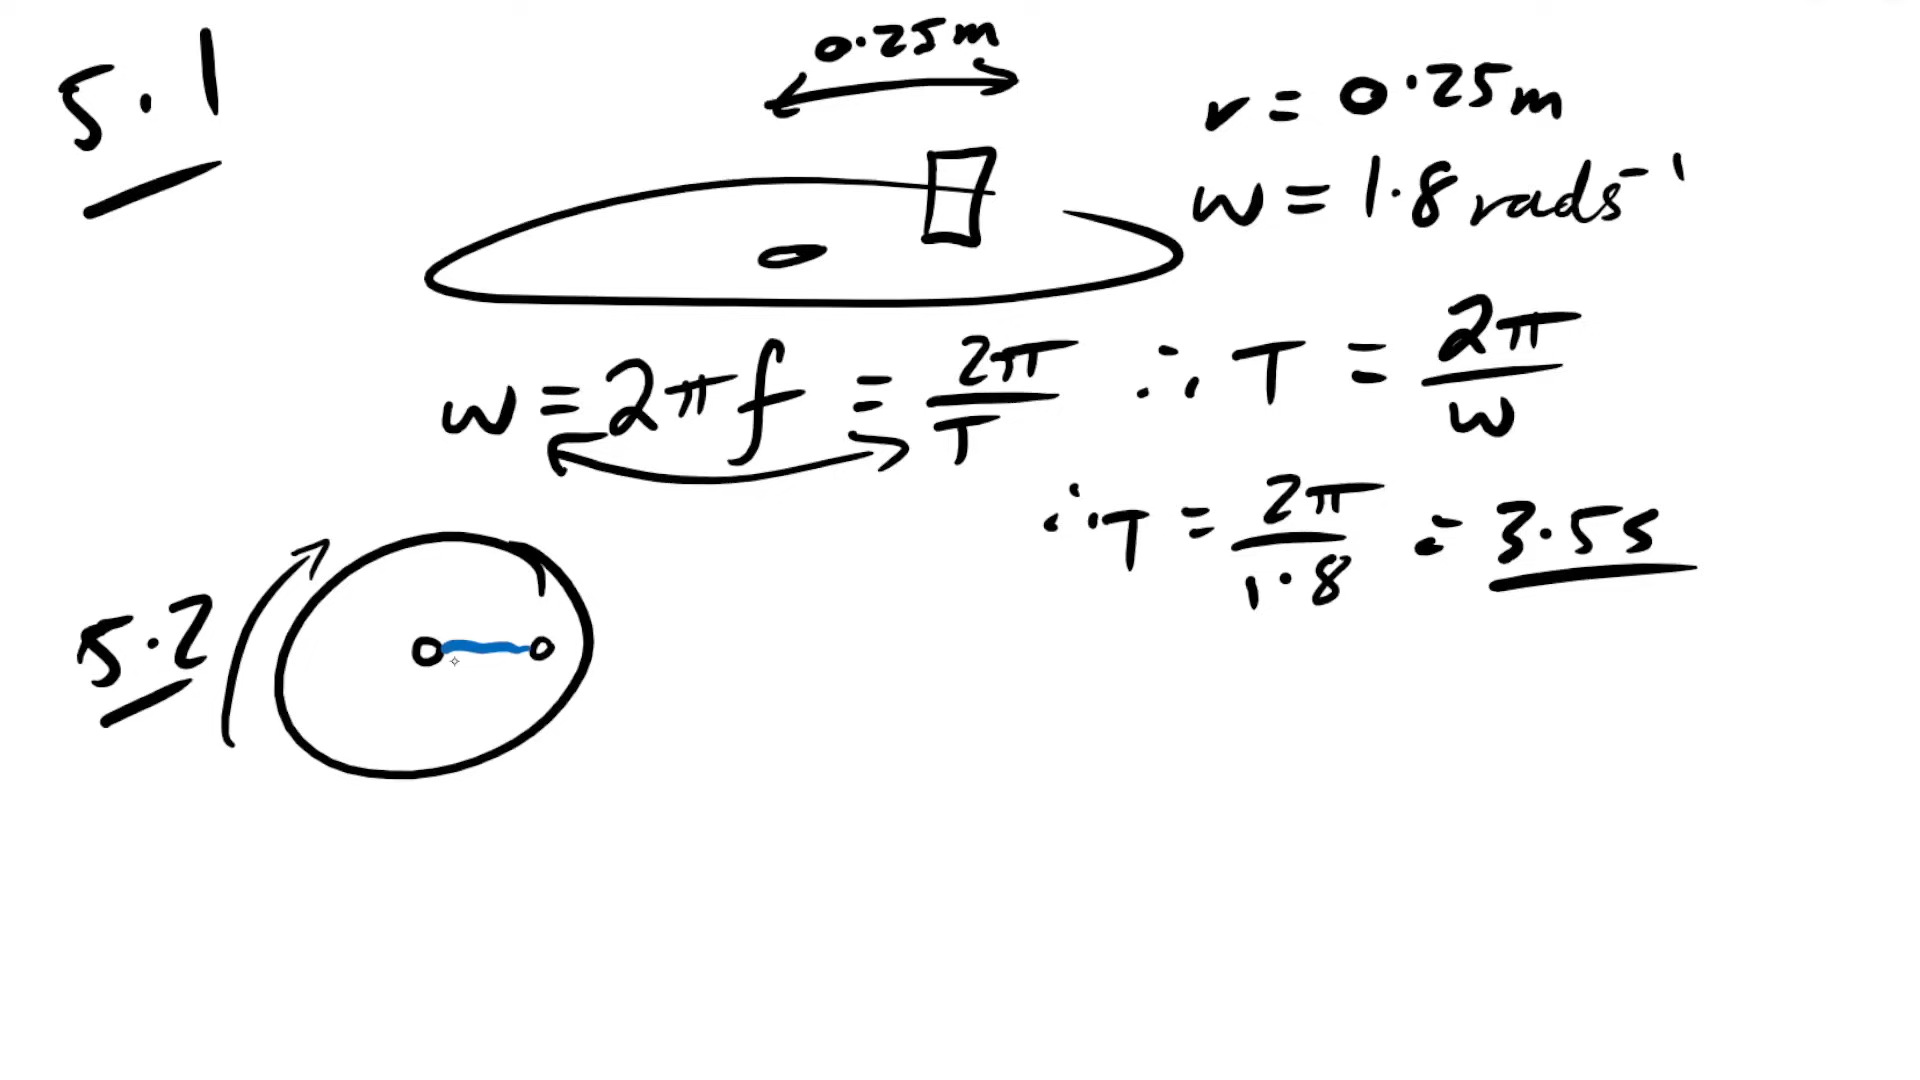 5.1
0.25m
r = 0.25m
w = 1.8 rads⁻¹
w = 2πf = 2π/T ∴ T = 2π/w
∴ T = 2π/1.8 = 3.5s
5.2